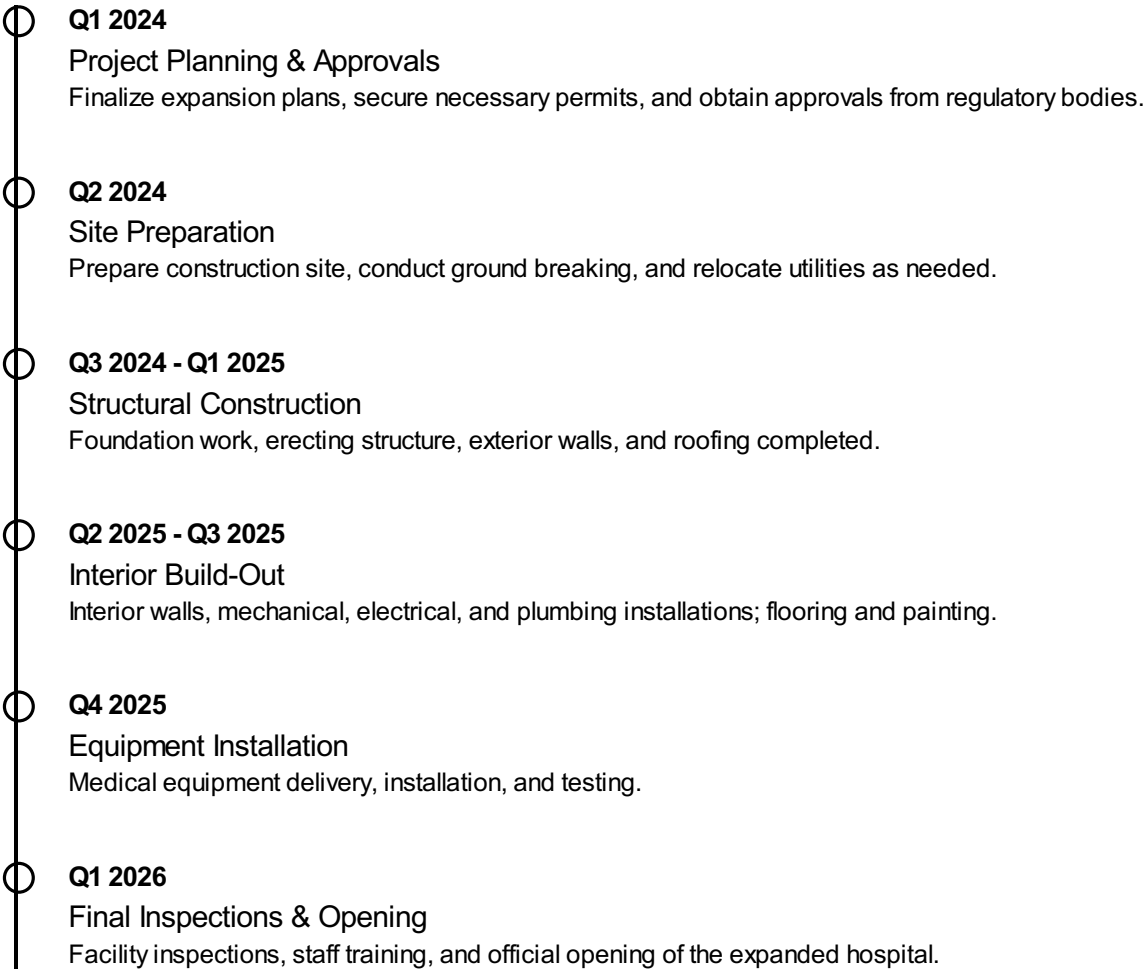 Q1 2024
Project Planning & Approvals
Finalize expansion plans, secure necessary permits, and obtain approvals from regulatory bodies.
Q2 2024
Site Preparation
Prepare construction site, conduct ground breaking, and relocate utilities as needed.
Q3 2024 - Q1 2025
Structural Construction
Foundation work, erecting structure, exterior walls, and roofing completed.
Q2 2025 - Q3 2025
Interior Build-Out
Interior walls, mechanical, electrical, and plumbing installations; flooring and painting.
Q4 2025
Equipment Installation
Medical equipment delivery, installation, and testing.
Q1 2026
Final Inspections & Opening
Facility inspections, staff training, and official opening of the expanded hospital.